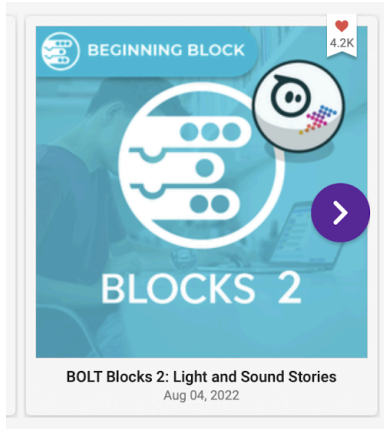 BEGINNING BLOCK
4.2K
BLOCKS 2
BOLT Blocks 2: Light and Sound Stories
Aug 04, 2022